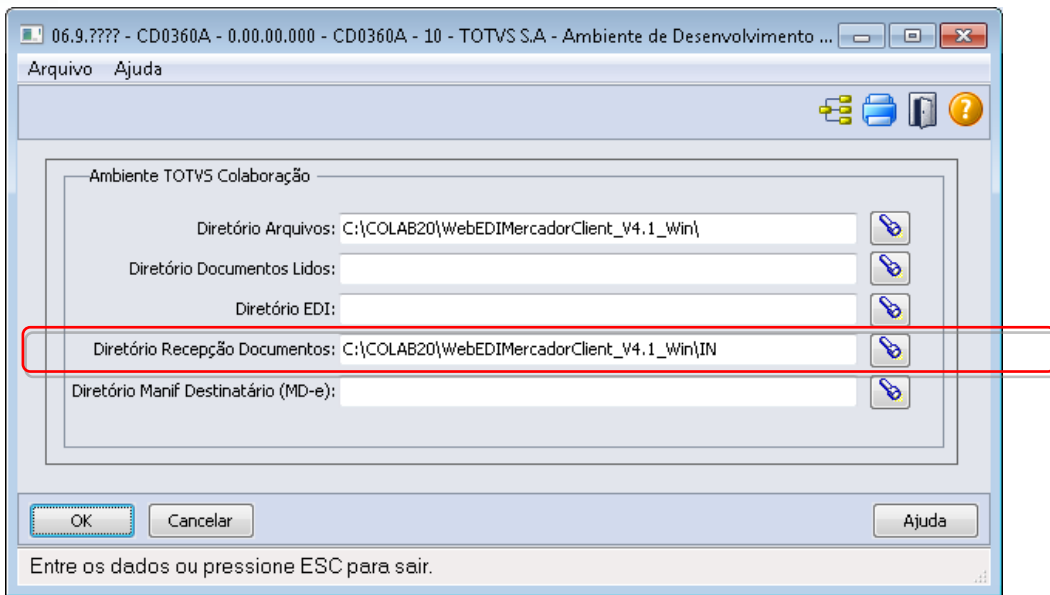 06.9.???? - CD0360A - 0.00.00.000 - CD0360A - 10 - TOTVS S.A - Ambiente de Desenvolvimento ...
Arquivo Ajuda
?
Ambiente TOTVS Colaboração
Diretório Arquivos: C:\COLAB20\WebEDIMercadorClient_V4.1_Win\
Diretório Documentos Lidos:
Diretório EDI:
Diretório Recepção Documentos: C:\COLAB20\WebEDIMercadorClient_V4.1_Win\IN
Diretório Manif Destinatário (MD-e):
OK Cancelar Ajuda
Entre os dados ou pressione ESC para sair.